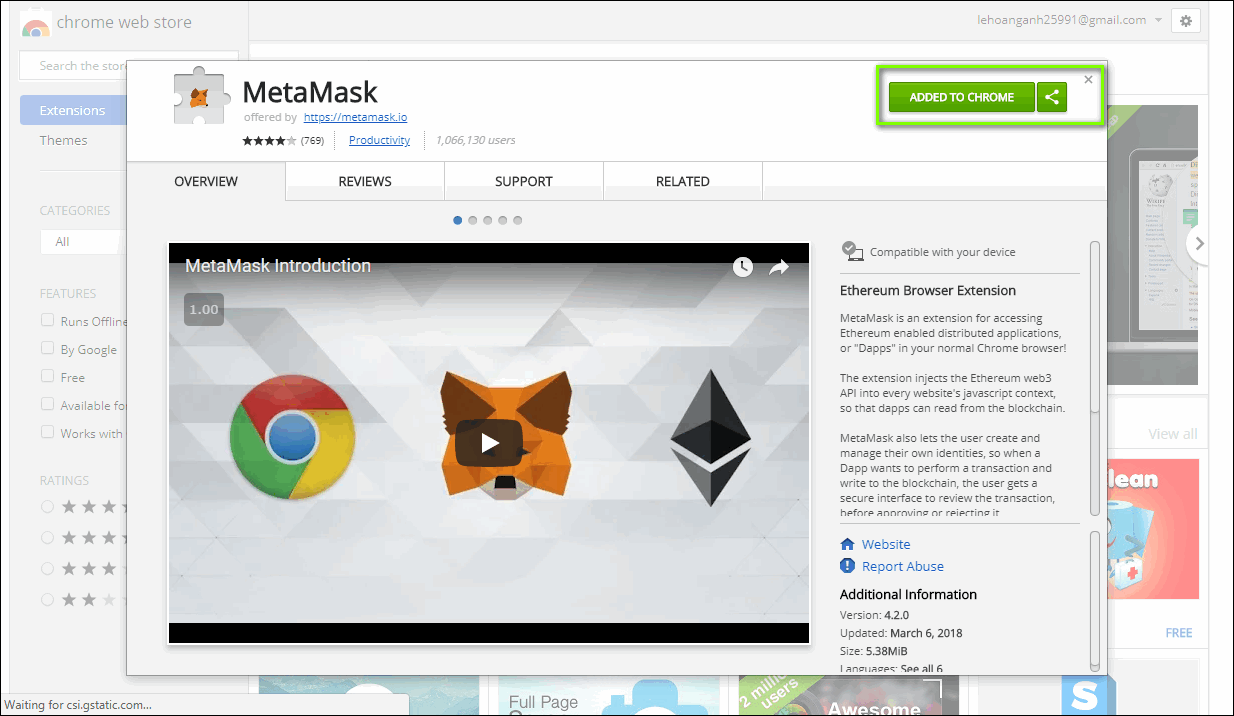 chrome web store
lehoanganh25991@gmail.com
Search the store
MetaMask
offered by https://metamask.io
(769) Productivity 1,066,130 users
ADDED TO CHROME
Extensions
Themes
OVERVIEW REVIEWS SUPPORT RELATED
CATEGORIES
All
FEATURES
Runs Offline
By Google
Free
Available fo
Works with
RATINGS
MetaMask Introduction
1.00
Compatible with your device
Ethereum Browser Extension
MetaMask is an extension for accessing
Ethereum enabled distributed applications,
or "Dapps" in your normal Chrome browser!
The extension injects the Ethereum web3
API into every website's javascript context,
so that dapps can read from the blockchain.
MetaMask also lets the user create and
manage their own identities, so when a
Dapp wants to perform a transaction and
write to the blockchain, the user gets a
secure interface to review the transaction,
before approving or rejecting it
Website
Report Abuse
Additional Information
Version: 4.2.0
Updated: March 6, 2018
Size: 5.38MiB
Languages: See all 6
View all
lean
FREE
Full Page
2 million
users
Awesome
S
Waiting for csi.gstatic.com...